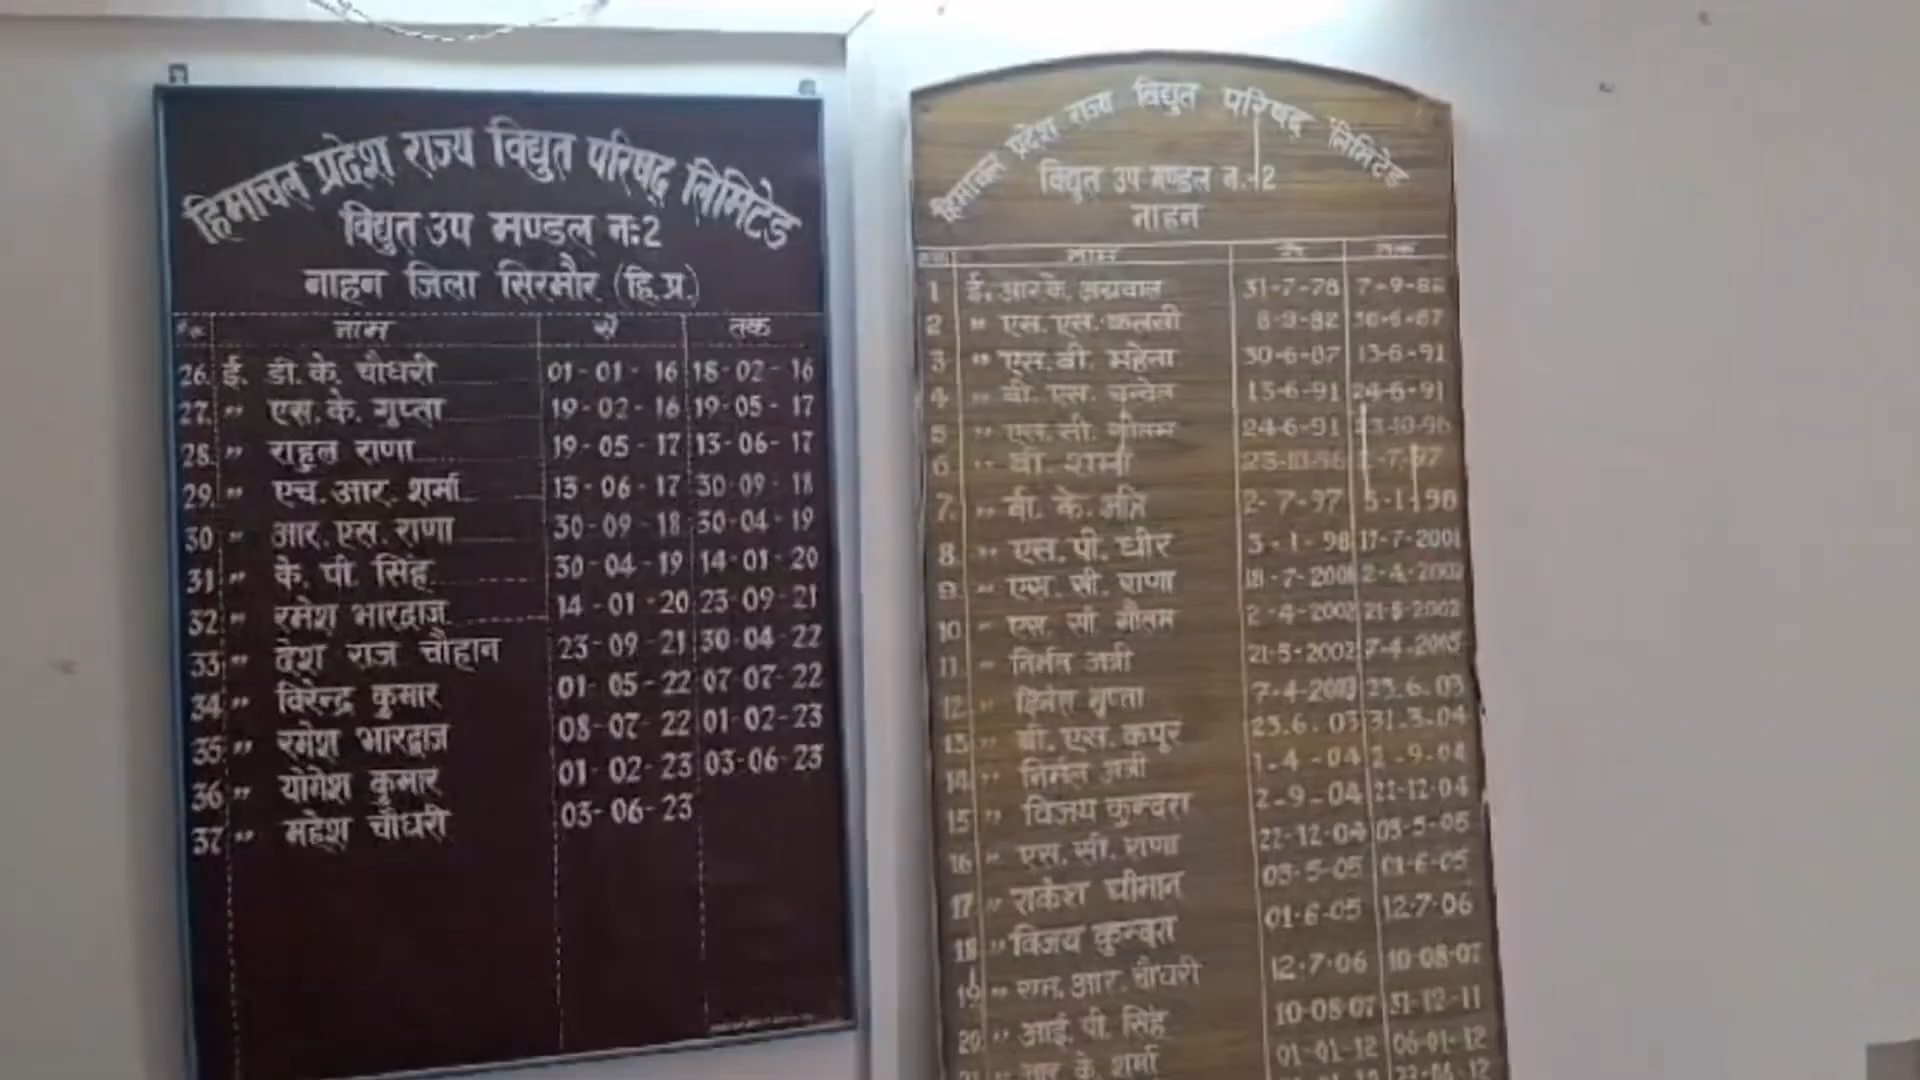 हिमाचल प्रदेश राज्य विद्युत परिषद् लिमिटेड
विद्युत उप मण्डल न:2
नाहन जिला सिरमौर (हि.प्र.)
नाम से तक
26. ई. डी.के. चौधरी 01-01-16 18-02-16
27. " एस.के. गुप्ता 19-02-16 19-05-17
28. " राहुल राणा 19-05-17 13-06-17
29. " एच.आर. शर्मा 13-06-17 30-09-18
30 " आर.एस.राणा 30-09-18 30-04-19
31 " के. पी. सिंह 30-04-19 14-01-20
32 " रमेश भारद्वाज 14-01-20 23-09-21
33 " देश राज चौहान 23-09-21 30-04-22
34 " विरेन्द्र कुमार 01-05-22 07-07-22
35 " रमेश भारद्वाज 08-07-22 01-02-23
36 " योगेश कुमार 01-02-23 03-06-23
37 " महेश चौधरी 03-06-23
हिमाचल प्रदेश राज्य विद्युत परिषद लिमिटेड
विद्युत उप मण्डल न.-2
नाहन
नाम से तक
1 ई. आर.के. अग्रवाल 31-7-78 7-9-82
2 " एस.एस. कलसी 8-9-82 30-6-87
3 " एस.वी. महेता 30-6-87 13-6-91
4 " बी. एस. चन्देल 13-6-91 24-6-91
5 " एस. सी. गौतम 24-6-91 23-10-96
6 " शर्मा 23-10-96
7. " वी. के. अग्नि 2-7-97 3-1-98
8 " एस. पी. धीर 3-1-98 17-7-2001
9 " एस. सी. राणा 18-7-2001 2-4-2002
10 " एस. सी. गौतम 2-4-2002 21-5-2002
11 " निर्मल अत्री 21-5-2002
12 " दिनेश गुप्ता 23.6.03
13 " बी. एस. कपूर 23.6.03 31.3.04
14 " निर्मल अत्री 1-4-04 2-9-04
15 " विजय कुन्दरा 2-9-04 22-12-04
16 " एस. सी. राणा 22-12-04 03-5-05
17 " राकेश धीमान 03-5-05 01-6-05
18 " विजय कुन्दरा 01-6-05 12.7.06
19 " एन. आर. चौधरी 12-7-06 10-08-07
20 " आई. पी. सिंह 10-08-07 31-12-11
आर के. शर्मा 01-01-12 06-01-12